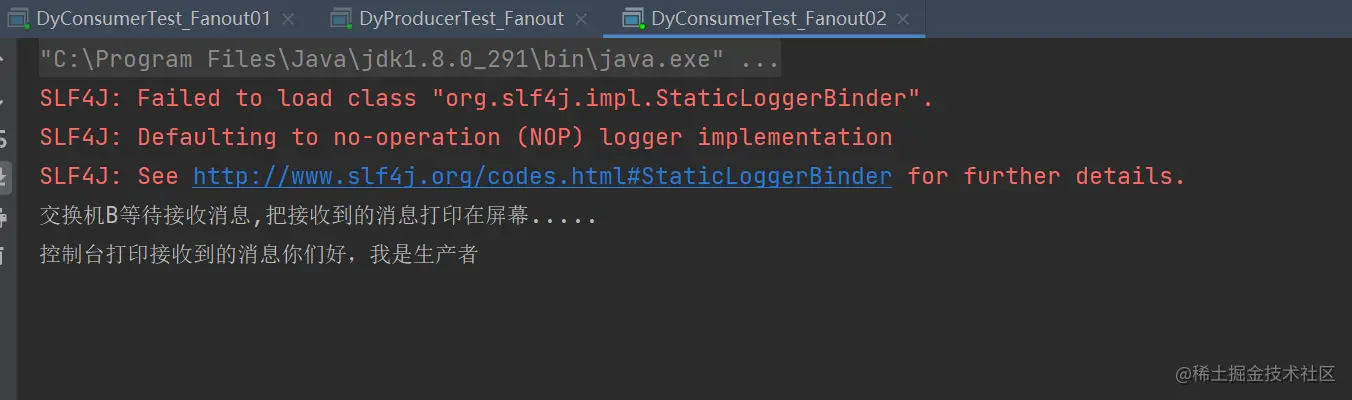 DyConsumerTest_Fanout01 DyProducerTest_Fanout DyConsumerTest_Fanout02
"C:\Program Files\Java\jdk1.8.0_291\bin\java.exe" ...
SLF4J: Failed to load class "org.slf4j.impl.StaticLoggerBinder".
SLF4J: Defaulting to no-operation (NOP) logger implementation
SLF4J: See http://www.slf4j.org/codes.html#StaticLoggerBinder for further details.
交换机B等待接收消息,把接收到的消息打印在屏幕.....
控制台打印接收到的消息你们好，我是生产者
@稀土掘金技术社区